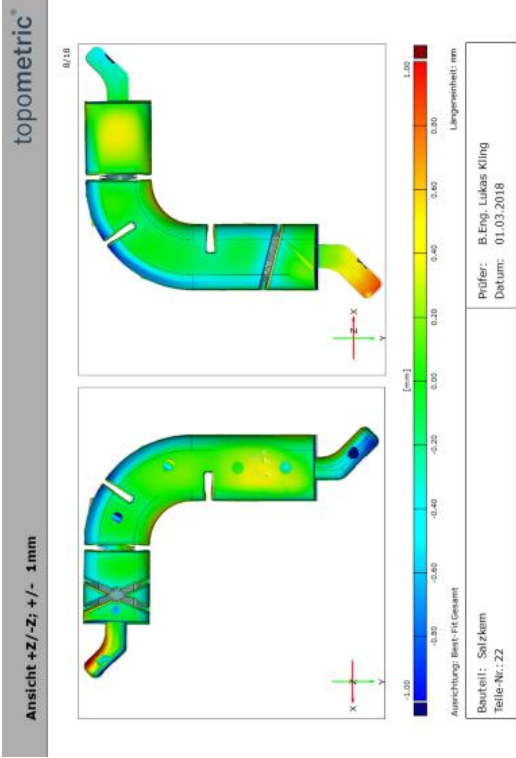 Ansicht +Z/-Z; +/- 1mm
topometric®
8/18
X
Z
Y
X
Z
Y
[mm]
-1.00
-0.80
-0.60
-0.40
-0.20
0.00
0.20
0.40
0.60
0.80
1.00
Ausrichtung: Best-Fit Gesamt
Längeneinheit: mm
Bauteil: Salzkern
Teile-Nr.: 22
Prüfer: B.Eng. Lukas Kling
Datum: 01.03.2018